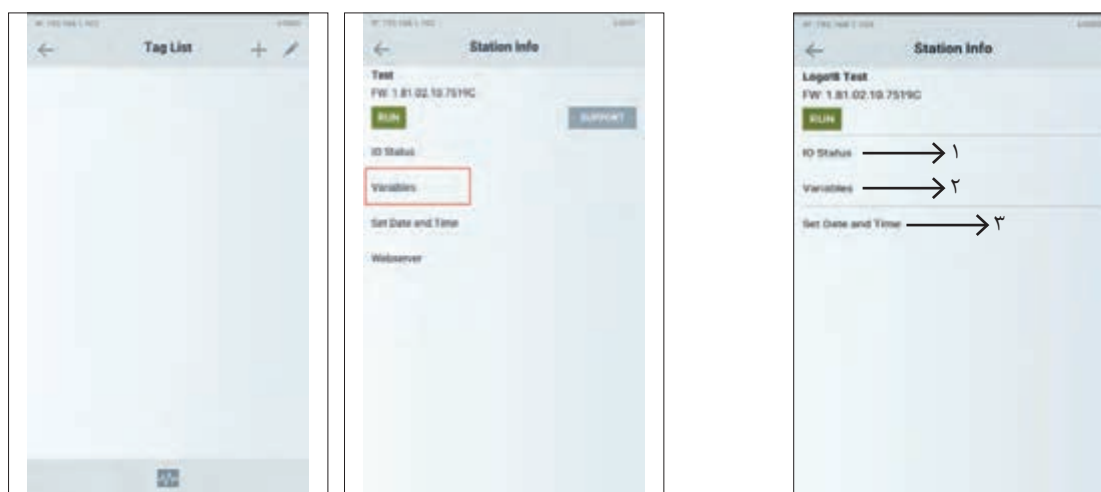 Tag List
Station Info
Test
FW: 1.81.02.10.7519C
RUN
SUPPORT
IO Status
Variables
Set Date and Time
Webserver
Station Info
Logo!8 Test
FW: 1.81.02.10.7519C
RUN
IO Status ۱
Variables ۲
Set Date and Time ۳